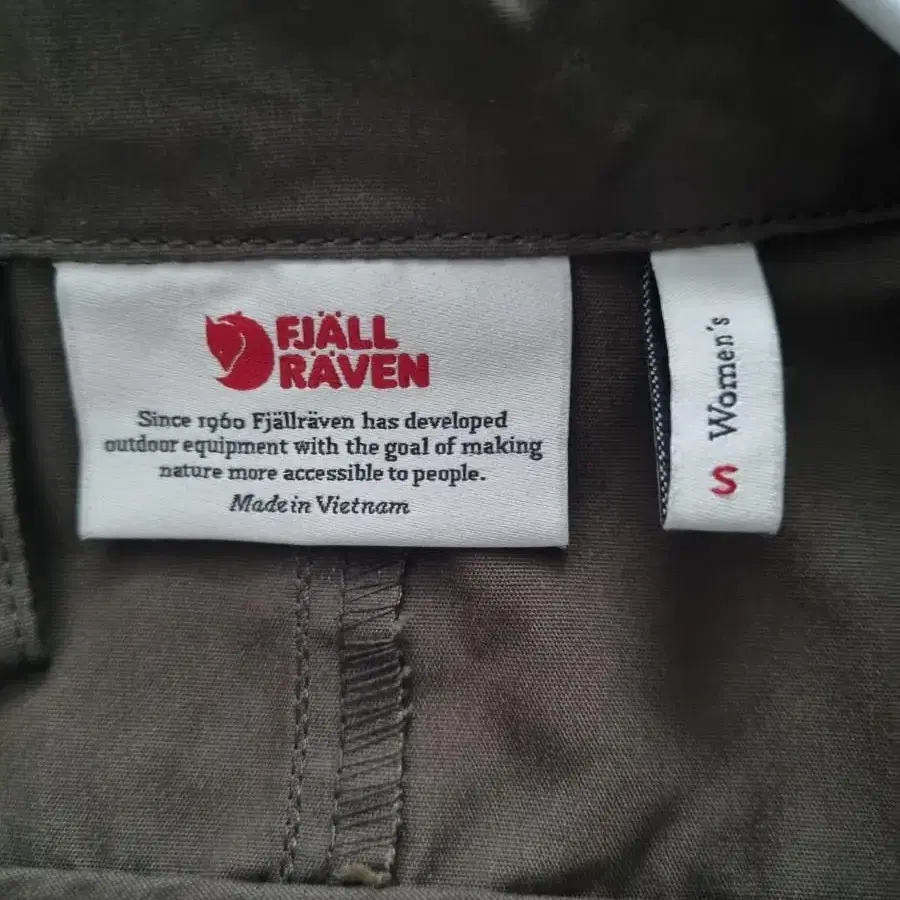 FJÄLL
RÄVEN
Since 1960 Fjällräven has developed
outdoor equipment with the goal of making
nature more accessible to people.
Made in Vietnam
S Women's